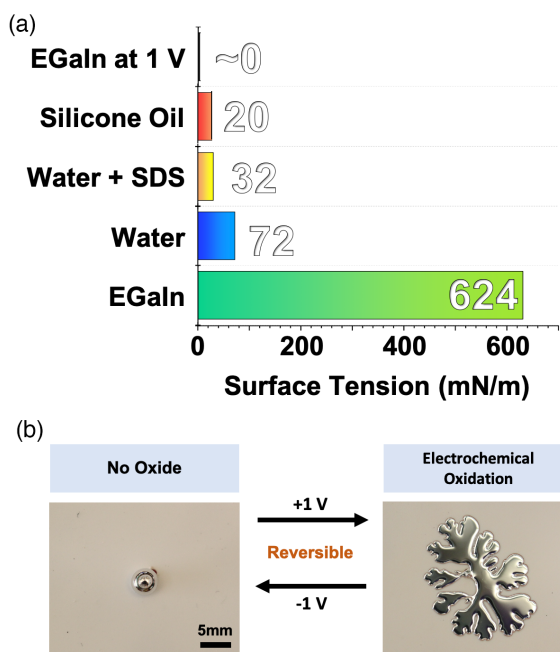 (a)
EGaIn at 1 V ~0
Silicone Oil 20
Water + SDS 32
Water 72
EGaIn 624
0 200 400 600
Surface Tension (mN/m)
(b)
No Oxide
Electrochemical
Oxidation
+1 V
Reversible
-1 V
5mm